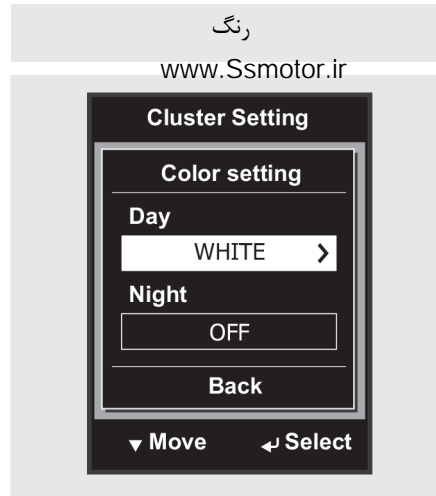 رنگ
www.Ssmotor.ir
Cluster Setting
Color setting
Day
WHITE >
Night
OFF
Back
▼ Move ↵ Select